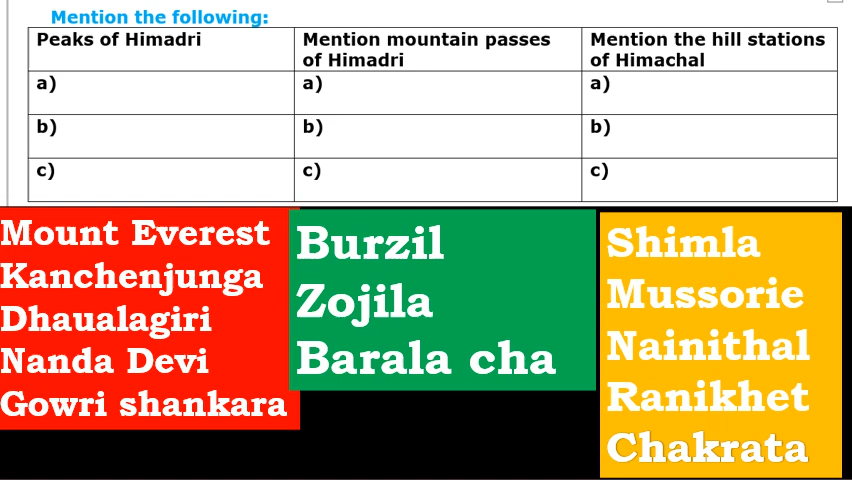 Mention the following:
Peaks of Himadri
Mention mountain passes
of Himadri
Mention the hill stations
of Himachal
a)
a)
a)
b)
b)
b)
c)
c)
c)
Mount Everest
Kanchenjunga
Dhaualagiri
Nanda Devi
Gowri shankara
Burzil
Zojila
Barala cha
Shimla
Mussorie
Nainithal
Ranikhet
Chakrata